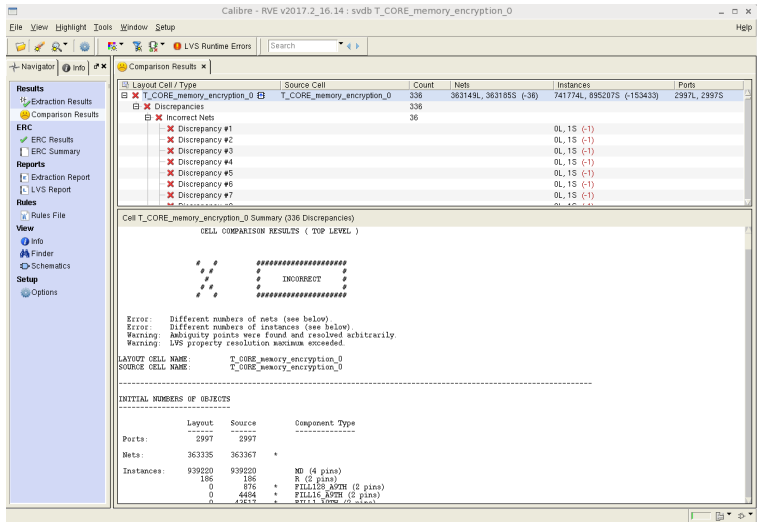 Calibre - RVE v2017.2_16.14 : svdb T_CORE_memory_encryption_0
File View Highlight Tools Window Setup Help
LVS Runtime Errors Search
Navigator Info Comparison Results
Results
Extraction Results
Comparison Results
ERC
ERC Results
ERC Summary
Reports
Extraction Report
LVS Report
Rules
Rules File
View
Info
Finder
Schematics
Setup
Options
Layout Cell / Type Source Cell Count Nets Instances Ports
T_CORE_memory_encryption_0 T_CORE_memory_encryption_0 336 363149L, 363185S (-36) 741774L, 895207S (-153433) 2997L, 2997S
Discrepancies 336
Incorrect Nets 36
Discrepancy #1 0L, 1S (-1)
Discrepancy #2 0L, 1S (-1)
Discrepancy #3 0L, 1S (-1)
Discrepancy #4 0L, 1S (-1)
Discrepancy #5 0L, 1S (-1)
Discrepancy #6 0L, 1S (-1)
Discrepancy #7 0L, 1S (-1)
Cell T_CORE_memory_encryption_0 Summary (336 Discrepancies)
CELL COMPARISON RESULTS ( TOP LEVEL )
# # #####################
# # # #
# # INCORRECT #
# # # #
# # #####################
Error: Different numbers of nets (see below).
Error: Different numbers of instances (see below).
Warning: Ambiguity points were found and resolved arbitrarily.
Warning: LVS property resolution maximum exceeded.
LAYOUT CELL NAME: T_CORE_memory_encryption_0
SOURCE CELL NAME: T_CORE_memory_encryption_0
INITIAL NUMBERS OF OBJECTS
--------------------------
Layout Source Component Type
------ ------ --------------
Ports: 2997 2997
Nets: 363335 363367 *
Instances: 939220 939220 MD (4 pins)
186 186 R (2 pins)
0 876 * FILL128_A9TH (2 pins)
0 4484 * FILL16_A9TH (2 pins)
0 43517 * FILL1_A9TH (2 pins)